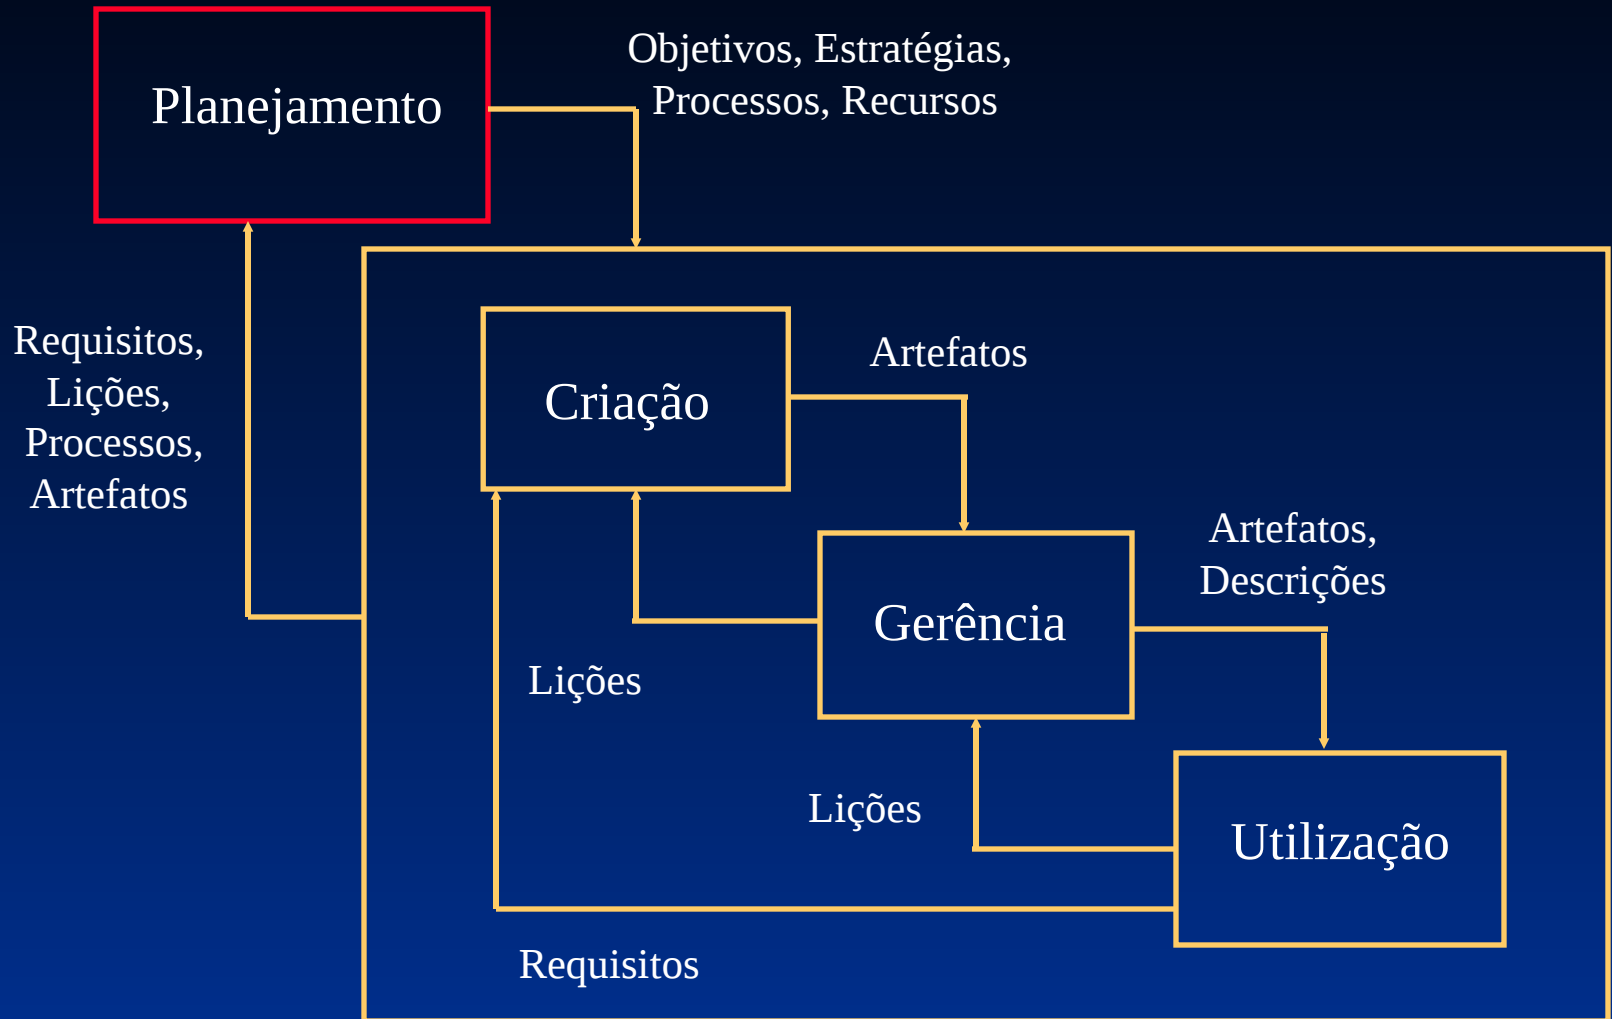 Planejamento
Objetivos, Estratégias,
Processos, Recursos
Requisitos,
Lições,
Processos,
Artefatos
Criação
Artefatos
Gerência
Artefatos,
Descrições
Lições
Lições
Utilização
Requisitos